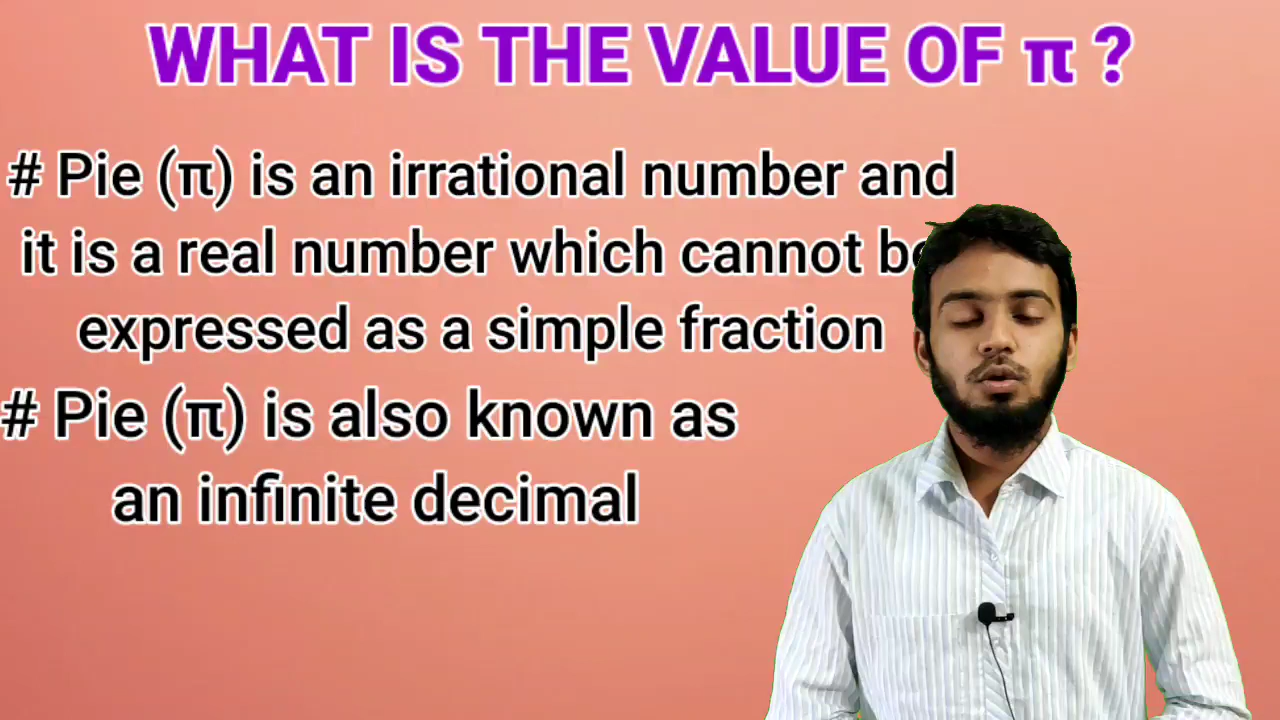 WHAT IS THE VALUE OF π ?
# Pie (π) is an irrational number and
it is a real number which cannot be
expressed as a simple fraction
# Pie (π) is also known as
an infinite decimal